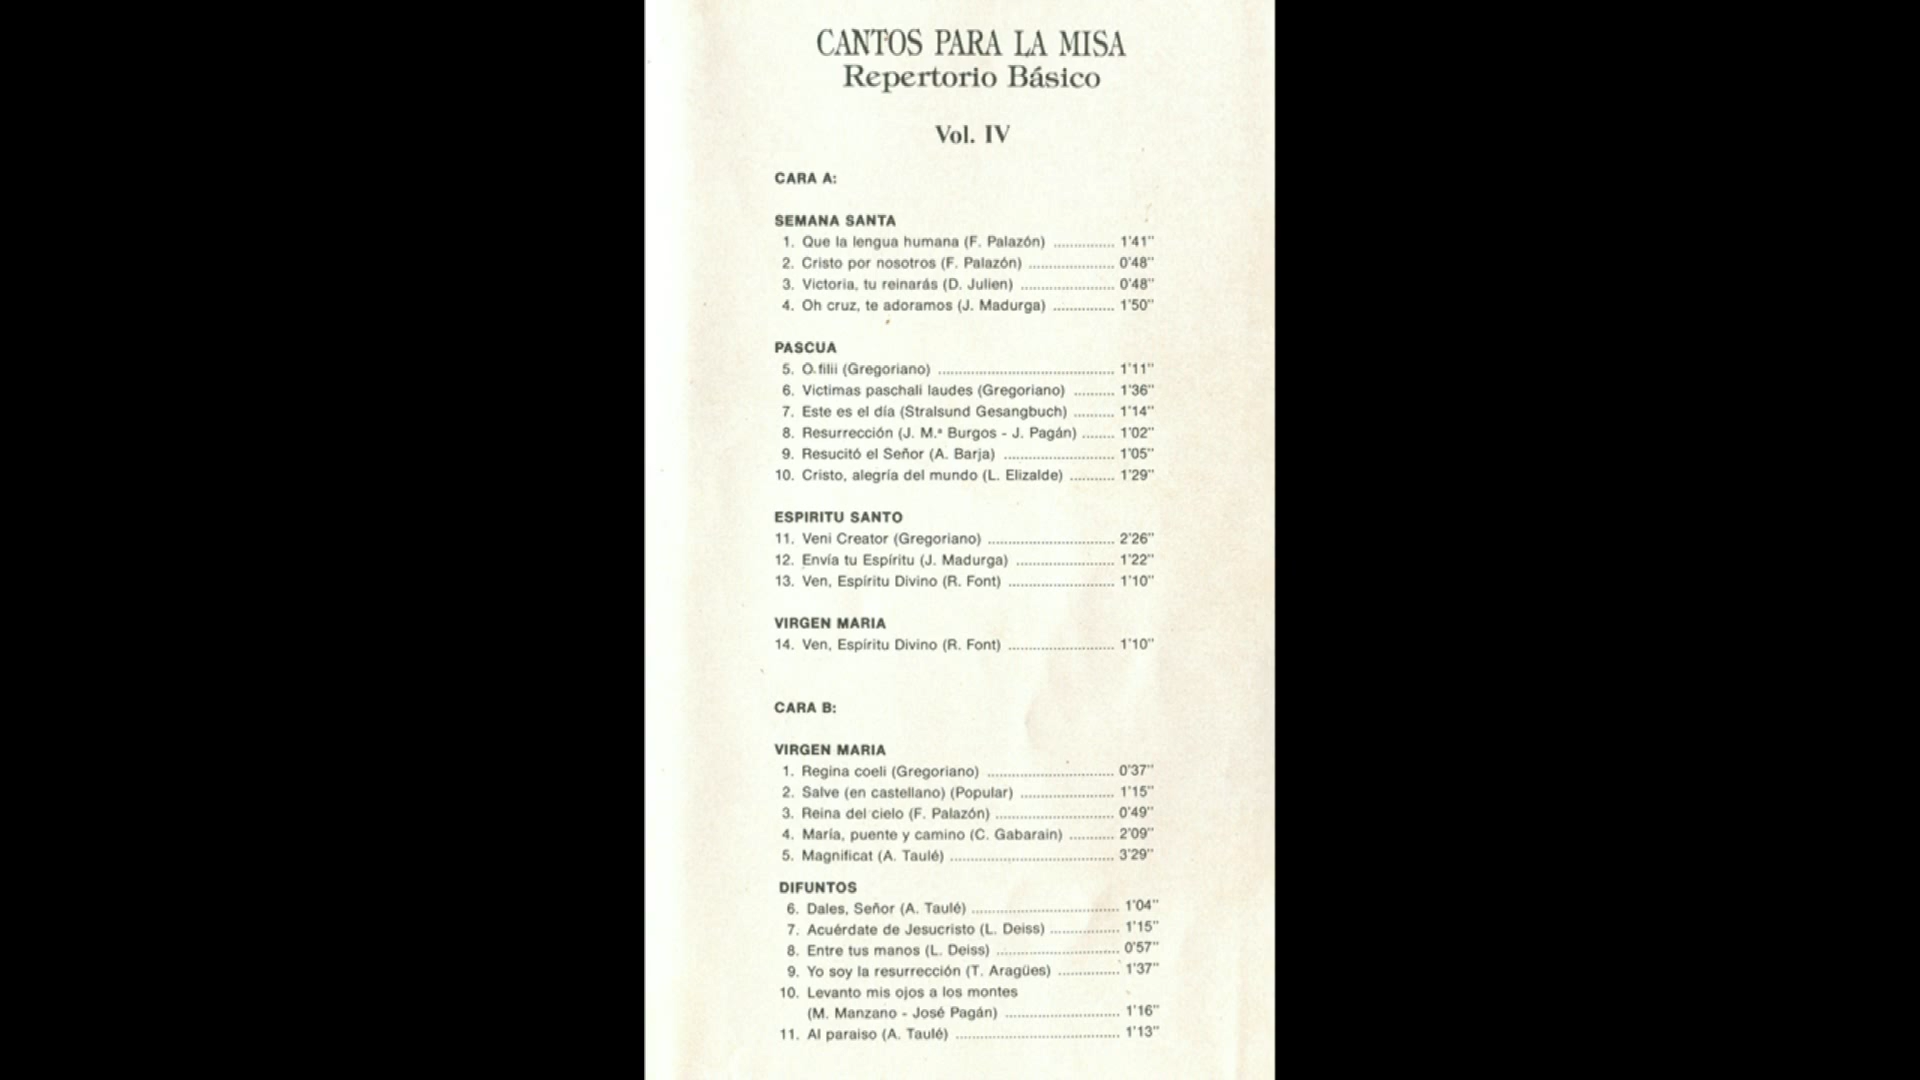 CANTOS PARA LA MISA
Repertorio Básico
Vol. IV
CARA A:
SEMANA SANTA
1. Que la lengua humana (F. Palazón) ............... 1'41"
2. Cristo por nosotros (F. Palazón) ..................... 0'48"
3. Victoria, tu reinarás (D. Julien) ....................... 0'48"
4. Oh cruz, te adoramos (J. Madurga) ............... 1'50"
PASCUA
5. O filii (Gregoriano) ........................................... 1'11"
6. Victimas paschali laudes (Gregoriano) .......... 1'36"
7. Este es el día (Stralsund Gesangbuch) .......... 1'14"
8. Resurrección (J. M.ª Burgos - J. Pagán) ........ 1'02"
9. Resucitó el Señor (A. Barja) ........................... 1'05"
10. Cristo, alegría del mundo (L. Elizalde) ........... 1'29"
ESPIRITU SANTO
11. Veni Creator (Gregoriano) ............................... 2'26"
12. Envía tu Espíritu (J. Madurga) ........................ 1'22"
13. Ven, Espíritu Divino (R. Font) .......................... 1'10"
VIRGEN MARIA
14. Ven, Espíritu Divino (R. Font) .......................... 1'10"
CARA B:
VIRGEN MARIA
1. Regina coeli (Gregoriano) ............................... 0'37"
2. Salve (en castellano) (Popular) ....................... 1'15"
3. Reina del cielo (F. Palazón) ............................. 0'49"
4. María, puente y camino (C. Gabarain) ........... 2'09"
5. Magnificat (A. Taulé) ........................................ 3'29"
DIFUNTOS
6. Dales, Señor (A. Taulé) .................................... 1'04"
7. Acuérdate de Jesucristo (L. Deiss) ................. 1'15"
8. Entre tus manos (L. Deiss) .............................. 0'57"
9. Yo soy la resurrección (T. Aragües) ............... 1'37"
10. Levanto mis ojos a los montes
(M. Manzano - José Pagán) ............................ 1'16"
11. Al paraiso (A. Taulé) ........................................ 1'13"